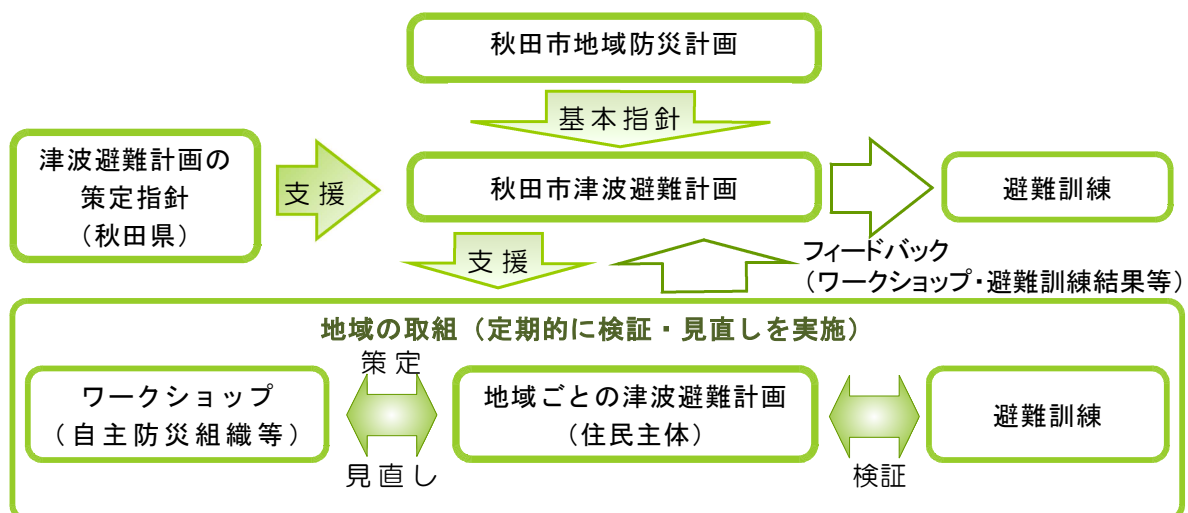 秋田市地域防災計画
基本指針
津波避難計画の
策定指針
（秋田県）
支援
秋田市津波避難計画
避難訓練
支援
フィードバック
（ワークショップ・避難訓練結果等）
地域の取組（定期的に検証・見直しを実施）
策定
ワークショップ
（自主防災組織等）
見直し
地域ごとの津波避難計画
（住民主体）
検証
避難訓練